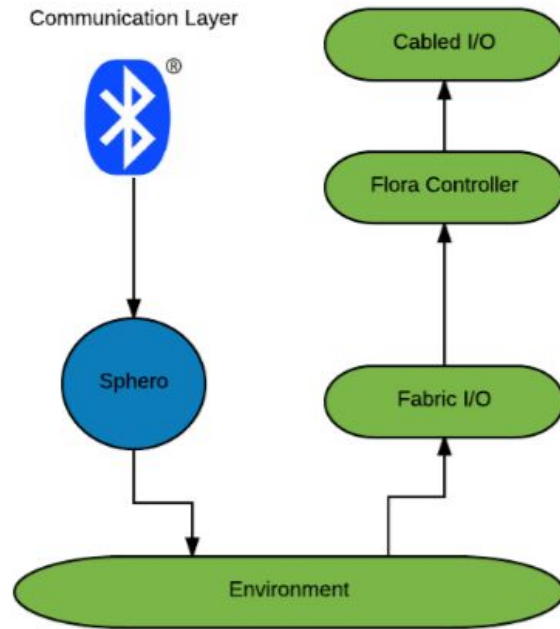 Communication Layer
®
Cabled I/O
Flora Controller
Sphero
Fabric I/O
Environment